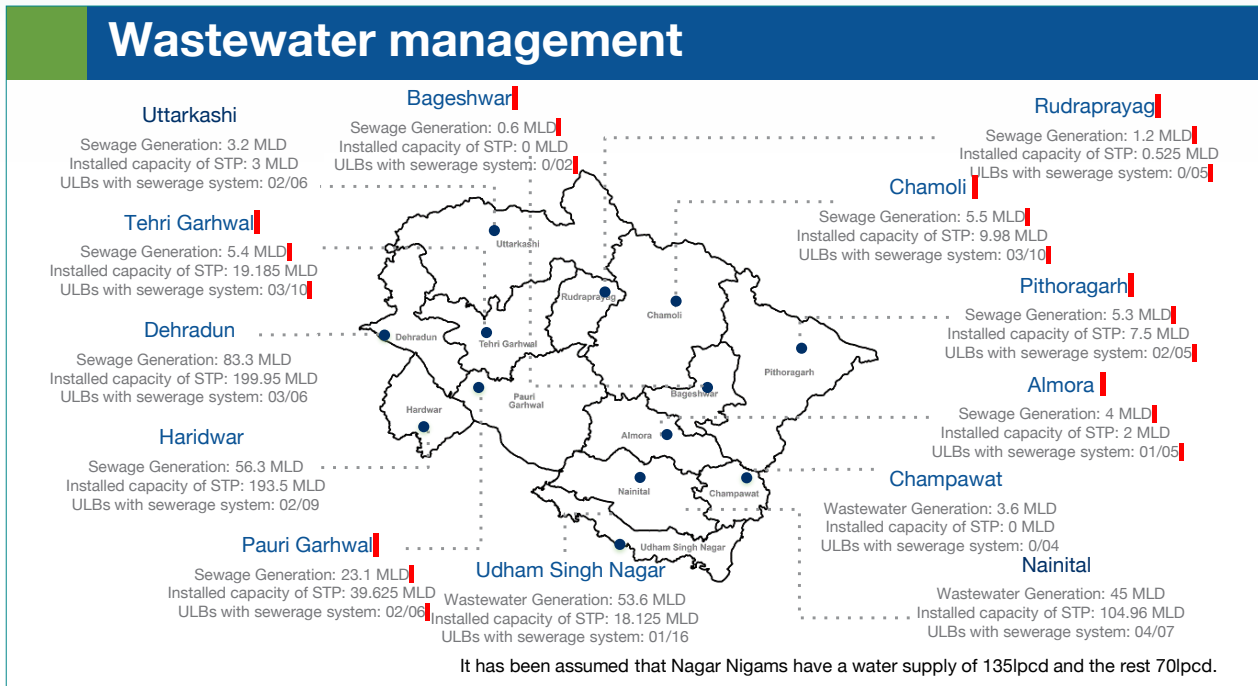 Wastewater management
Uttarkashi
Sewage Generation: 3.2 MLD
Installed capacity of STP: 3 MLD
ULBs with sewerage system: 02/06
Bageshwar
Sewage Generation: 0.6 MLD
Installed capacity of STP: 0 MLD
ULBs with sewerage system: 0/02
Rudraprayag
Sewage Generation: 1.2 MLD
Installed capacity of STP: 0.525 MLD
ULBs with sewerage system: 0/05
Chamoli
Sewage Generation: 5.5 MLD
Installed capacity of STP: 9.98 MLD
ULBs with sewerage system: 03/10
Tehri Garhwal
Sewage Generation: 5.4 MLD
Installed capacity of STP: 19.185 MLD
ULBs with sewerage system: 03/10
Pithoragarh
Sewage Generation: 5.3 MLD
Installed capacity of STP: 7.5 MLD
ULBs with sewerage system: 02/05
Dehradun
Sewage Generation: 83.3 MLD
Installed capacity of STP: 199.95 MLD
ULBs with sewerage system: 03/06
Almora
Sewage Generation: 4 MLD
Installed capacity of STP: 2 MLD
ULBs with sewerage system: 01/05
Haridwar
Sewage Generation: 56.3 MLD
Installed capacity of STP: 193.5 MLD
ULBs with sewerage system: 02/09
Champawat
Wastewater Generation: 3.6 MLD
Installed capacity of STP: 0 MLD
ULBs with sewerage system: 0/04
Pauri Garhwal
Sewage Generation: 23.1 MLD
Installed capacity of STP: 39.625 MLD
ULBs with sewerage system: 02/06
Udham Singh Nagar
Wastewater Generation: 53.6 MLD
Installed capacity of STP: 18.125 MLD
ULBs with sewerage system: 01/16
Nainital
Wastewater Generation: 45 MLD
Installed capacity of STP: 104.96 MLD
ULBs with sewerage system: 04/07
Uttarkashi
Rudraprayag
Chamoli
Dehradun
Tehri Garhwal
Pithoragarh
Hardwar
Pauri
Garhwal
Bageshwar
Almora
Nainital
Champawat
Udham Singh Nagar
It has been assumed that Nagar Nigams have a water supply of 135lpcd and the rest 70lpcd.